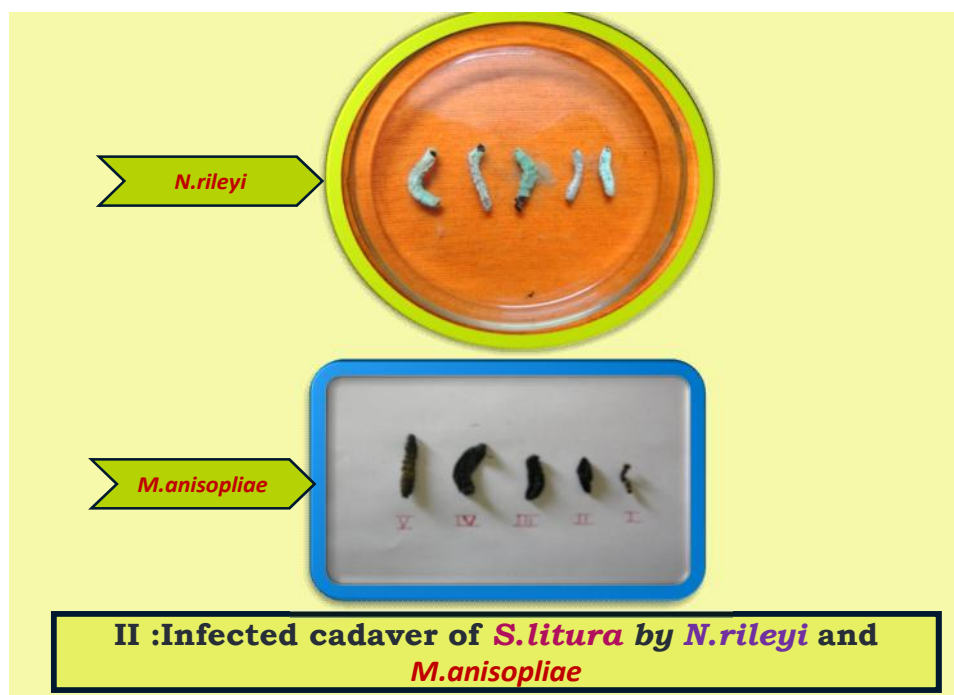 N.rileyi
M.anisopliae
V IV III II I
II :Infected cadaver of S.litura by N.rileyi and
M.anisopliae